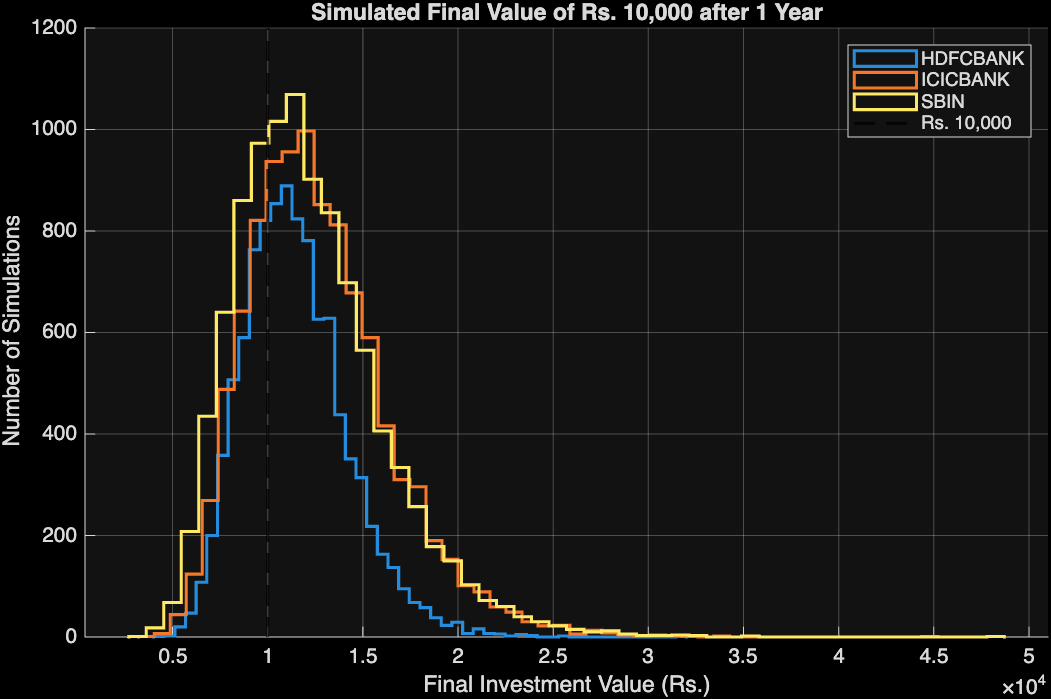 Simulated Final Value of Rs. 10,000 after 1 Year
1200
1000
800
600
400
200
0
Number of Simulations
HDFCBANK
ICICBANK
SBIN
Rs. 10,000
0.5 1 1.5 2 2.5 3 3.5 4 4.5 5
×10⁴
Final Investment Value (Rs.)